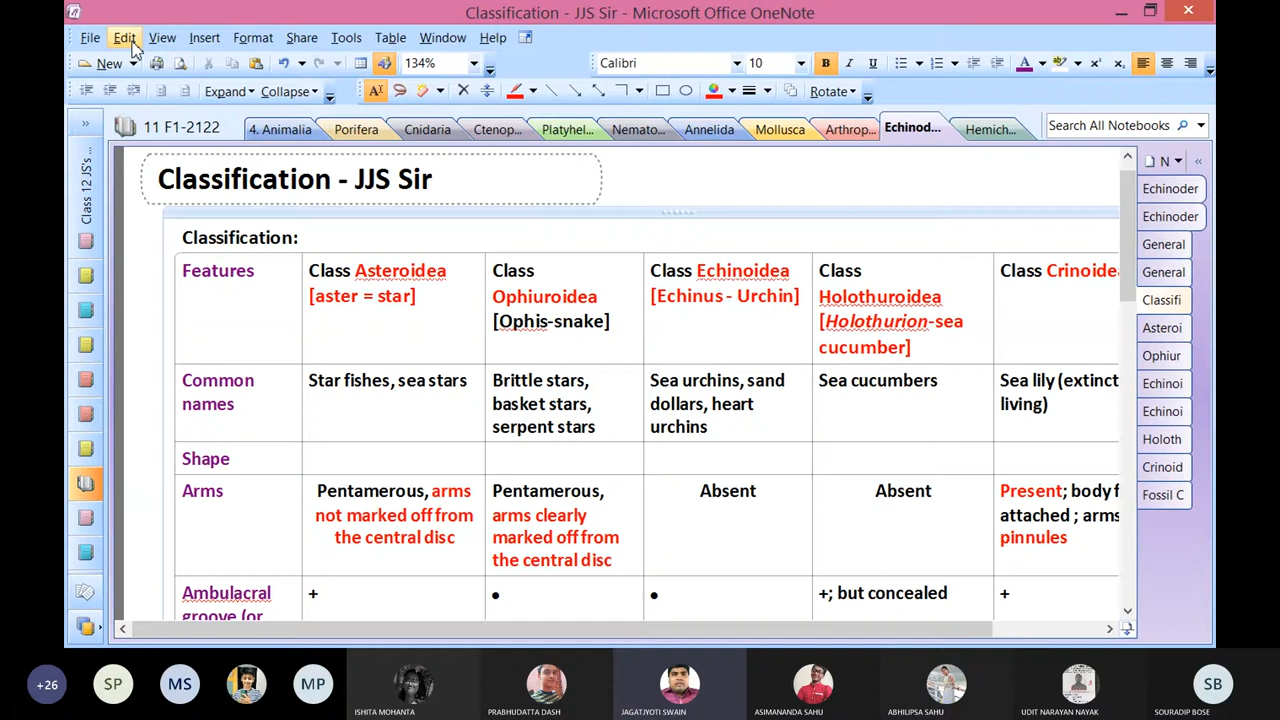 Classification - JJS Sir - Microsoft Office OneNote
File Edit View Insert Format Share Tools Table Window Help
New 134% Calibri 10 B I U A
Expand Collapse A Rotate
11 F1-2122 4. Animalia Porifera Cnidaria Ctenop... Platyhel... Nemato... Annelida Mollusca Arthrop... Echinod... Hemich... Search All Notebooks
Class 12 JS's ...
N
Echinoder
Echinoder
General
General
Classifi
Asteroi
Ophiur
Echinoi
Echinoi
Holoth
Crinoid
Fossil C
Classification - JJS Sir
Classification:
Features
Class Asteroidea
[aster = star]
Class
Ophiuroidea
[Ophis-snake]
Class Echinoidea
[Echinus - Urchin]
Class
Holothuroidea
[Holothurion-sea
cucumber]
Class Crinoidea
Common
names
Star fishes, sea stars
Brittle stars,
basket stars,
serpent stars
Sea urchins, sand
dollars, heart
urchins
Sea cucumbers
Sea lily (extinct
living)
Shape
Arms
Pentamerous, arms
not marked off from
the central disc
Pentamerous,
arms clearly
marked off from
the central disc
Absent
Absent
Present; body f
attached ; arms
pinnules
Ambulacral
groove (or
+
•
•
+; but concealed
+
+26 SP MS MP SB
ISHITA MOHANTA PRABHUDATTA DASH JAGATJYOTI SWAIN ASIMANANDA SAHU ABHILIPSA SAHU UDIT NARAYAN NAYAK SOURADIP BOSE